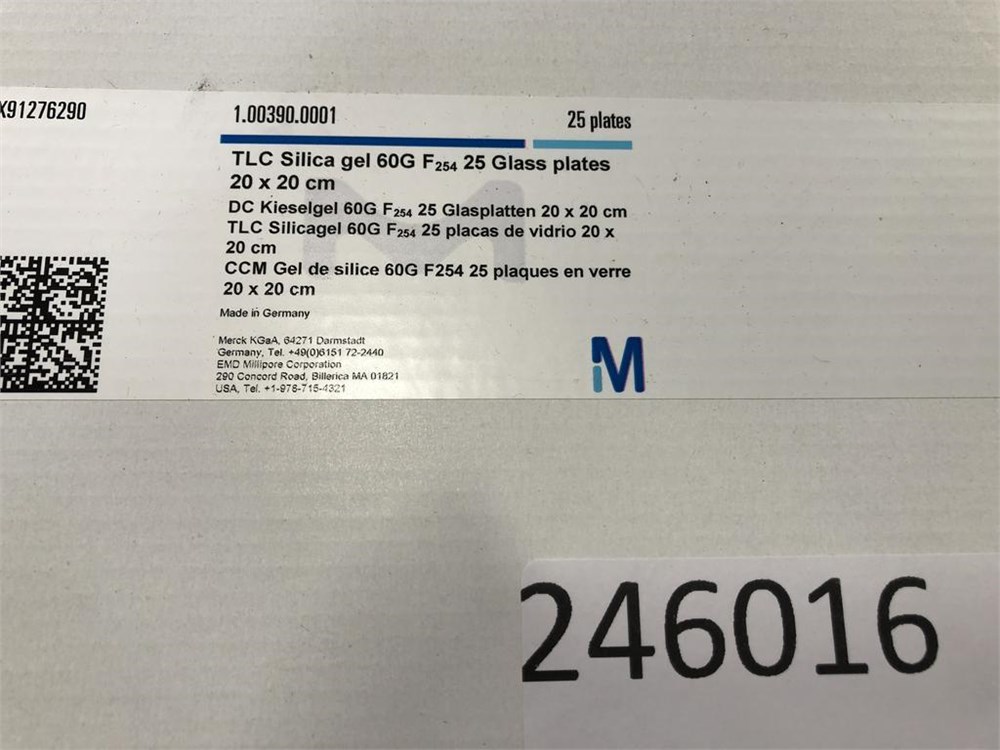 X91276290
1.00390.0001
25 plates
TLC Silica gel 60G F₂₅₄ 25 Glass plates
20 x 20 cm
DC Kieselgel 60G F₂₅₄ 25 Glasplatten 20 x 20 cm
TLC Silicagel 60G F₂₅₄ 25 placas de vidrio 20 x
20 cm
CCM Gel de silice 60G F254 25 plaques en verre
20 x 20 cm
Made in Germany
Merck KGaA, 64271 Darmstadt
Germany, Tel. +49(0)6151 72-2440
EMD Millipore Corporation
290 Concord Road, Billerica MA 01821
USA, Tel. +1-978-715-4321
M
246016